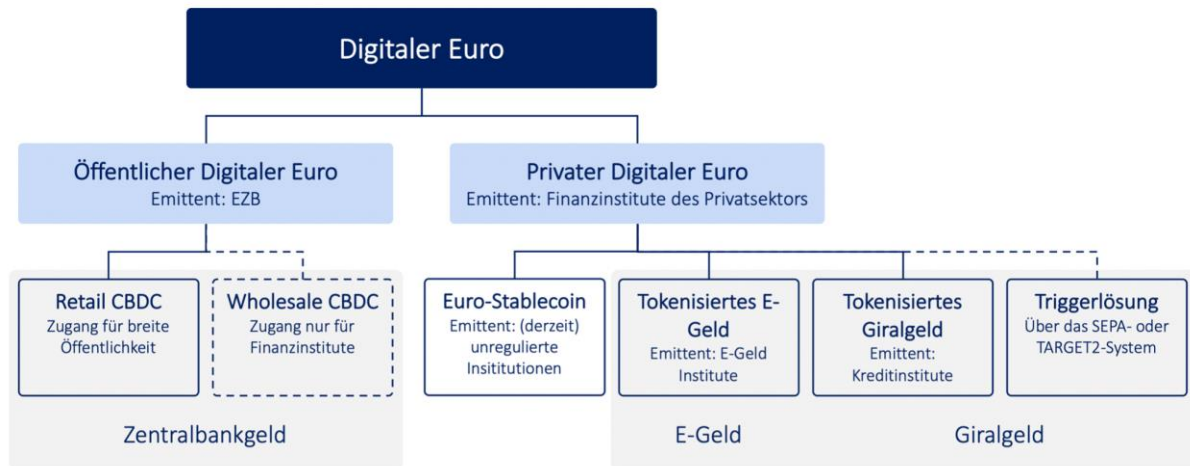 Digitaler Euro
Öffentlicher Digitaler Euro
Emittent: EZB
Privater Digitaler Euro
Emittent: Finanzinstitute des Privatsektors
Retail CBDC
Zugang für breite
Öffentlichkeit
Wholesale CBDC
Zugang nur für
Finanzinstitute
Euro-Stablecoin
Emittent: (derzeit)
unregulierte
Insititutionen
Tokenisiertes E-
Geld
Emittent: E-Geld
Institute
Tokenisiertes
Giralgeld
Emittent:
Kreditinstitute
Triggerlösung
Über das SEPA- oder
TARGET2-System
Zentralbankgeld
E-Geld
Giralgeld